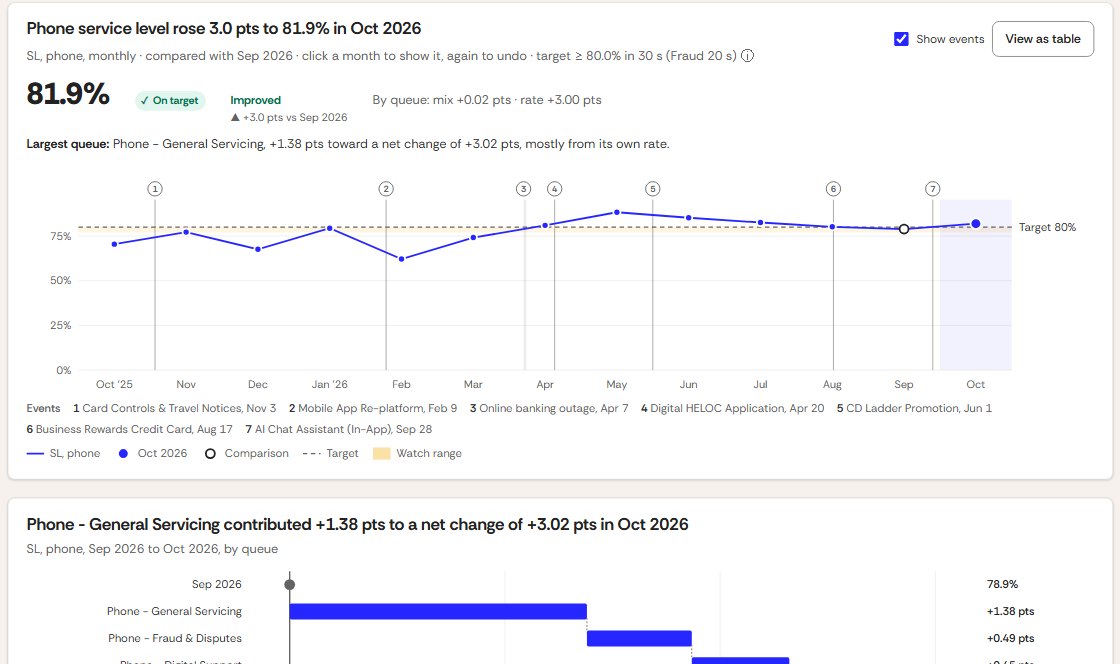 Phone service level rose 3.0 pts to 81.9% in Oct 2026
Show events
View as table
SL, phone, monthly · compared with Sep 2026 · click a month to show it, again to undo · target ≥ 80.0% in 30 s (Fraud 20 s) ⓘ
81.9%
✓ On target
Improved
▲ +3.0 pts vs Sep 2026
By queue: mix +0.02 pts · rate +3.00 pts
Largest queue: Phone - General Servicing, +1.38 pts toward a net change of +3.02 pts, mostly from its own rate.
1 2 3 4 5 6 7
Target 80%
75%
50%
25%
0%
Oct '25 Nov Dec Jan '26 Feb Mar Apr May Jun Jul Aug Sep Oct
Events 1 Card Controls & Travel Notices, Nov 3 2 Mobile App Re-platform, Feb 9 3 Online banking outage, Apr 7 4 Digital HELOC Application, Apr 20 5 CD Ladder Promotion, Jun 1
6 Business Rewards Credit Card, Aug 17 7 AI Chat Assistant (In-App), Sep 28
SL, phone Oct 2026 Comparison Target Watch range
Phone - General Servicing contributed +1.38 pts to a net change of +3.02 pts in Oct 2026
SL, phone, Sep 2026 to Oct 2026, by queue
Sep 2026 78.9%
Phone - General Servicing +1.38 pts
Phone - Fraud & Disputes +0.49 pts